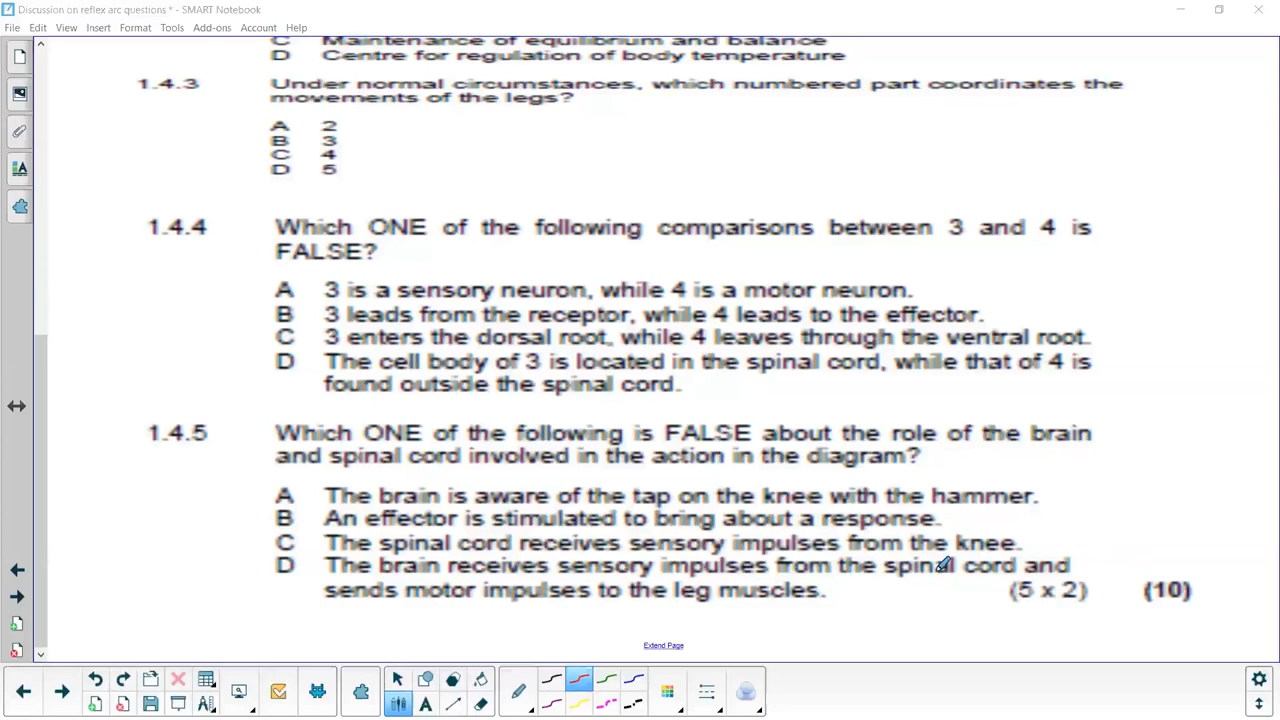 Discussion on reflex arc questions * - SMART Notebook
File Edit View Insert Format Tools Add-ons Account Help
C Maintenance of equilibrium and balance
D Centre for regulation of body temperature
1.4.3 Under normal circumstances, which numbered part coordinates the
movements of the legs?
A 2
B 3
C 4
D 5
1.4.4 Which ONE of the following comparisons between 3 and 4 is
FALSE?
A 3 is a sensory neuron, while 4 is a motor neuron.
B 3 leads from the receptor, while 4 leads to the effector.
C 3 enters the dorsal root, while 4 leaves through the ventral root.
D The cell body of 3 is located in the spinal cord, while that of 4 is
found outside the spinal cord.
1.4.5 Which ONE of the following is FALSE about the role of the brain
and spinal cord involved in the action in the diagram?
A The brain is aware of the tap on the knee with the hammer.
B An effector is stimulated to bring about a response.
C The spinal cord receives sensory impulses from the knee.
D The brain receives sensory impulses from the spinal cord and
sends motor impulses to the leg muscles. (5 x 2) (10)
Extend Page